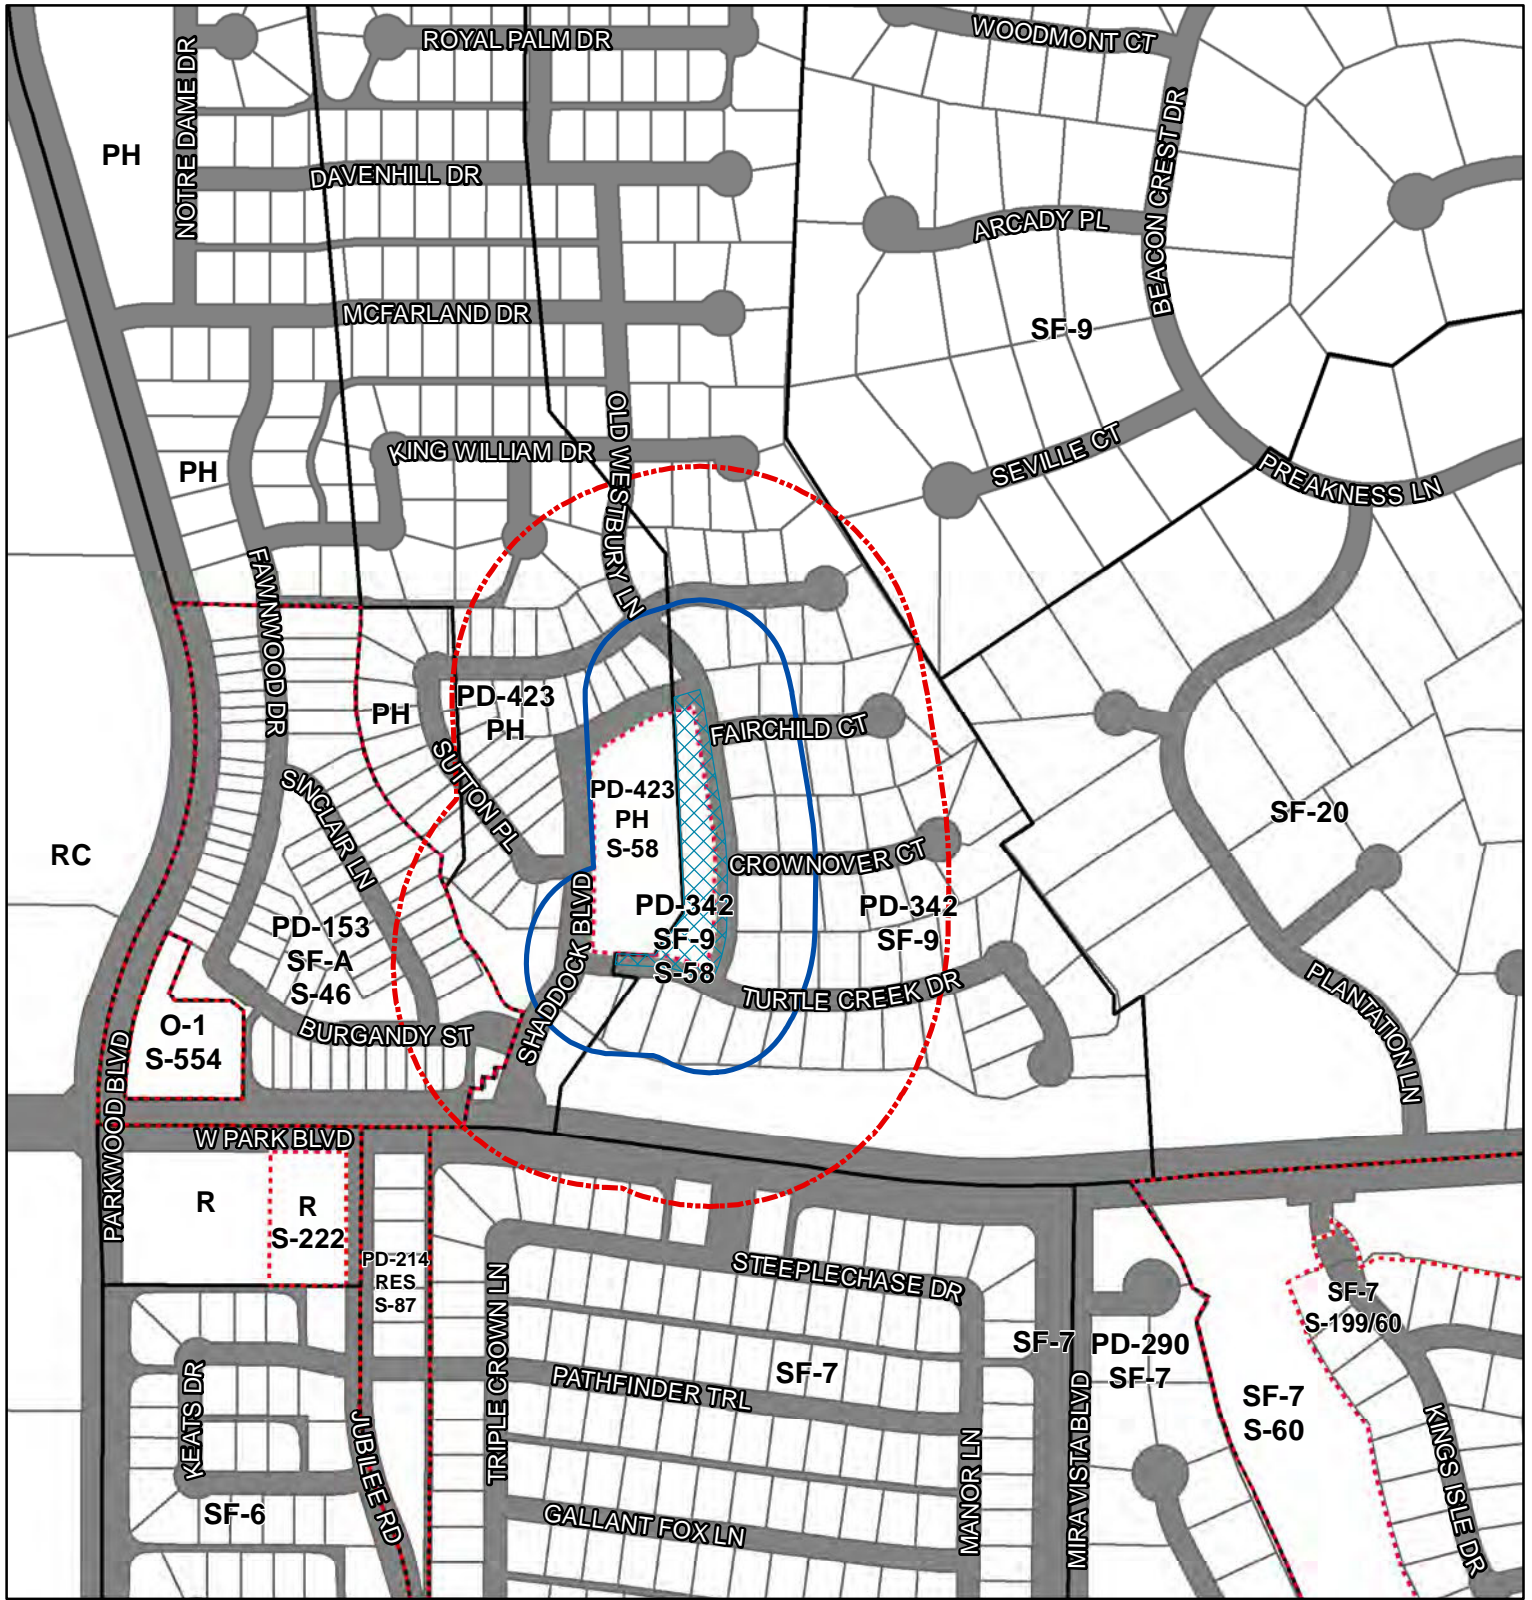 ROYAL PALM DR
WOODMONT CT
NOTRE DAME DR
PH
BEACON CREST DR
DAVENHILL DR
ARCADY PL
MCFARLAND DR
SF-9
OLD WESTBURY LN
KING WILLIAM DR
SEVILLE CT
PH
PREAKNESS LN
FAWNWOOD DR
PD-423
PH
PH
FAIRCHILD CT
SUTTON PL
SINCLAIR LN
PD-423
PH
S-58
SF-20
RC
CROWNOVER CT
SHADDOCK BLVD
PD-342
SF-9
S-58
PD-342
SF-9
PD-153
SF-A
S-46
TURTLE CREEK DR
PLANTATION LN
O-1
S-554
BURGANDY ST
PARKWOOD BLVD
W PARK BLVD
R
R
S-222
PD-214
RES
S-87
TRIPLE CROWN LN
STEEPLECHASE DR
SF-7
S-199/60
SF-7
PD-290
SF-7
SF-7
PATHFINDER TRL
MIRA VISTA BLVD
SF-7
S-60
KEATS DR
JUBILEE RD
KINGS ISLE DR
MANOR LN
SF-6
GALLANT FOX LN